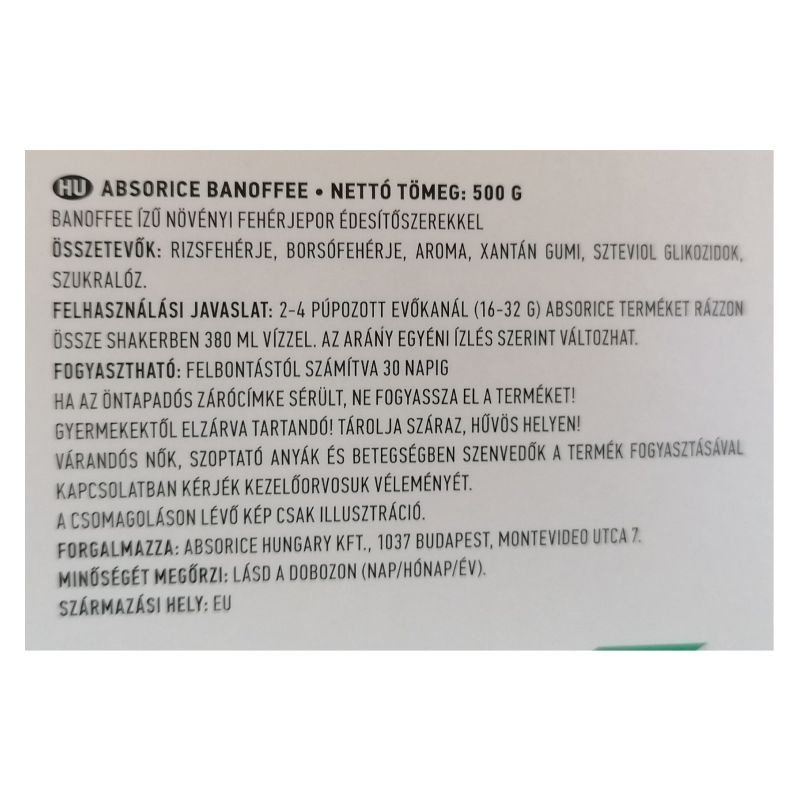 HU ABSORICE BANOFFEE • NETTÓ TÖMEG: 500 G
BANOFFEE ÍZŰ NÖVÉNYI FEHÉRJEPOR ÉDESÍTŐSZEREKKEL
ÖSSZETEVŐK: RIZSFEHÉRJE, BORSÓFEHÉRJE, AROMA, XANTÁN GUMI, SZTEVIOL GLIKOZIDOK,
SZUKRALÓZ.
FELHASZNÁLÁSI JAVASLAT: 2-4 PÚPOZOTT EVŐKANÁL (16-32 G) ABSORICE TERMÉKET RÁZZON
ÖSSZE SHAKERBEN 380 ML VÍZZEL. AZ ARÁNY EGYÉNI ÍZLÉS SZERINT VÁLTOZHAT.
FOGYASZTHATÓ: FELBONTÁSTÓL SZÁMÍTVA 30 NAPIG
HA AZ ÖNTAPADÓS ZÁRÓCÍMKE SÉRÜLT, NE FOGYASSZA EL A TERMÉKET!
GYERMEKEKTŐL ELZÁRVA TARTANDÓ! TÁROLJA SZÁRAZ, HŰVÖS HELYEN!
VÁRANDÓS NŐK, SZOPTATÓ ANYÁK ÉS BETEGSÉGBEN SZENVEDŐK A TERMÉK FOGYASZTÁSÁVAL
KAPCSOLATBAN KÉRJÉK KEZELŐORVOSUK VÉLEMÉNYÉT.
A CSOMAGOLÁSON LÉVŐ KÉP CSAK ILLUSZTRÁCIÓ.
FORGALMAZZA: ABSORICE HUNGARY KFT., 1037 BUDAPEST, MONTEVIDEO UTCA 7.
MINŐSÉGÉT MEGŐRZI: LÁSD A DOBOZON (NAP/HÓNAP/ÉV).
SZÁRMAZÁSI HELY: EU